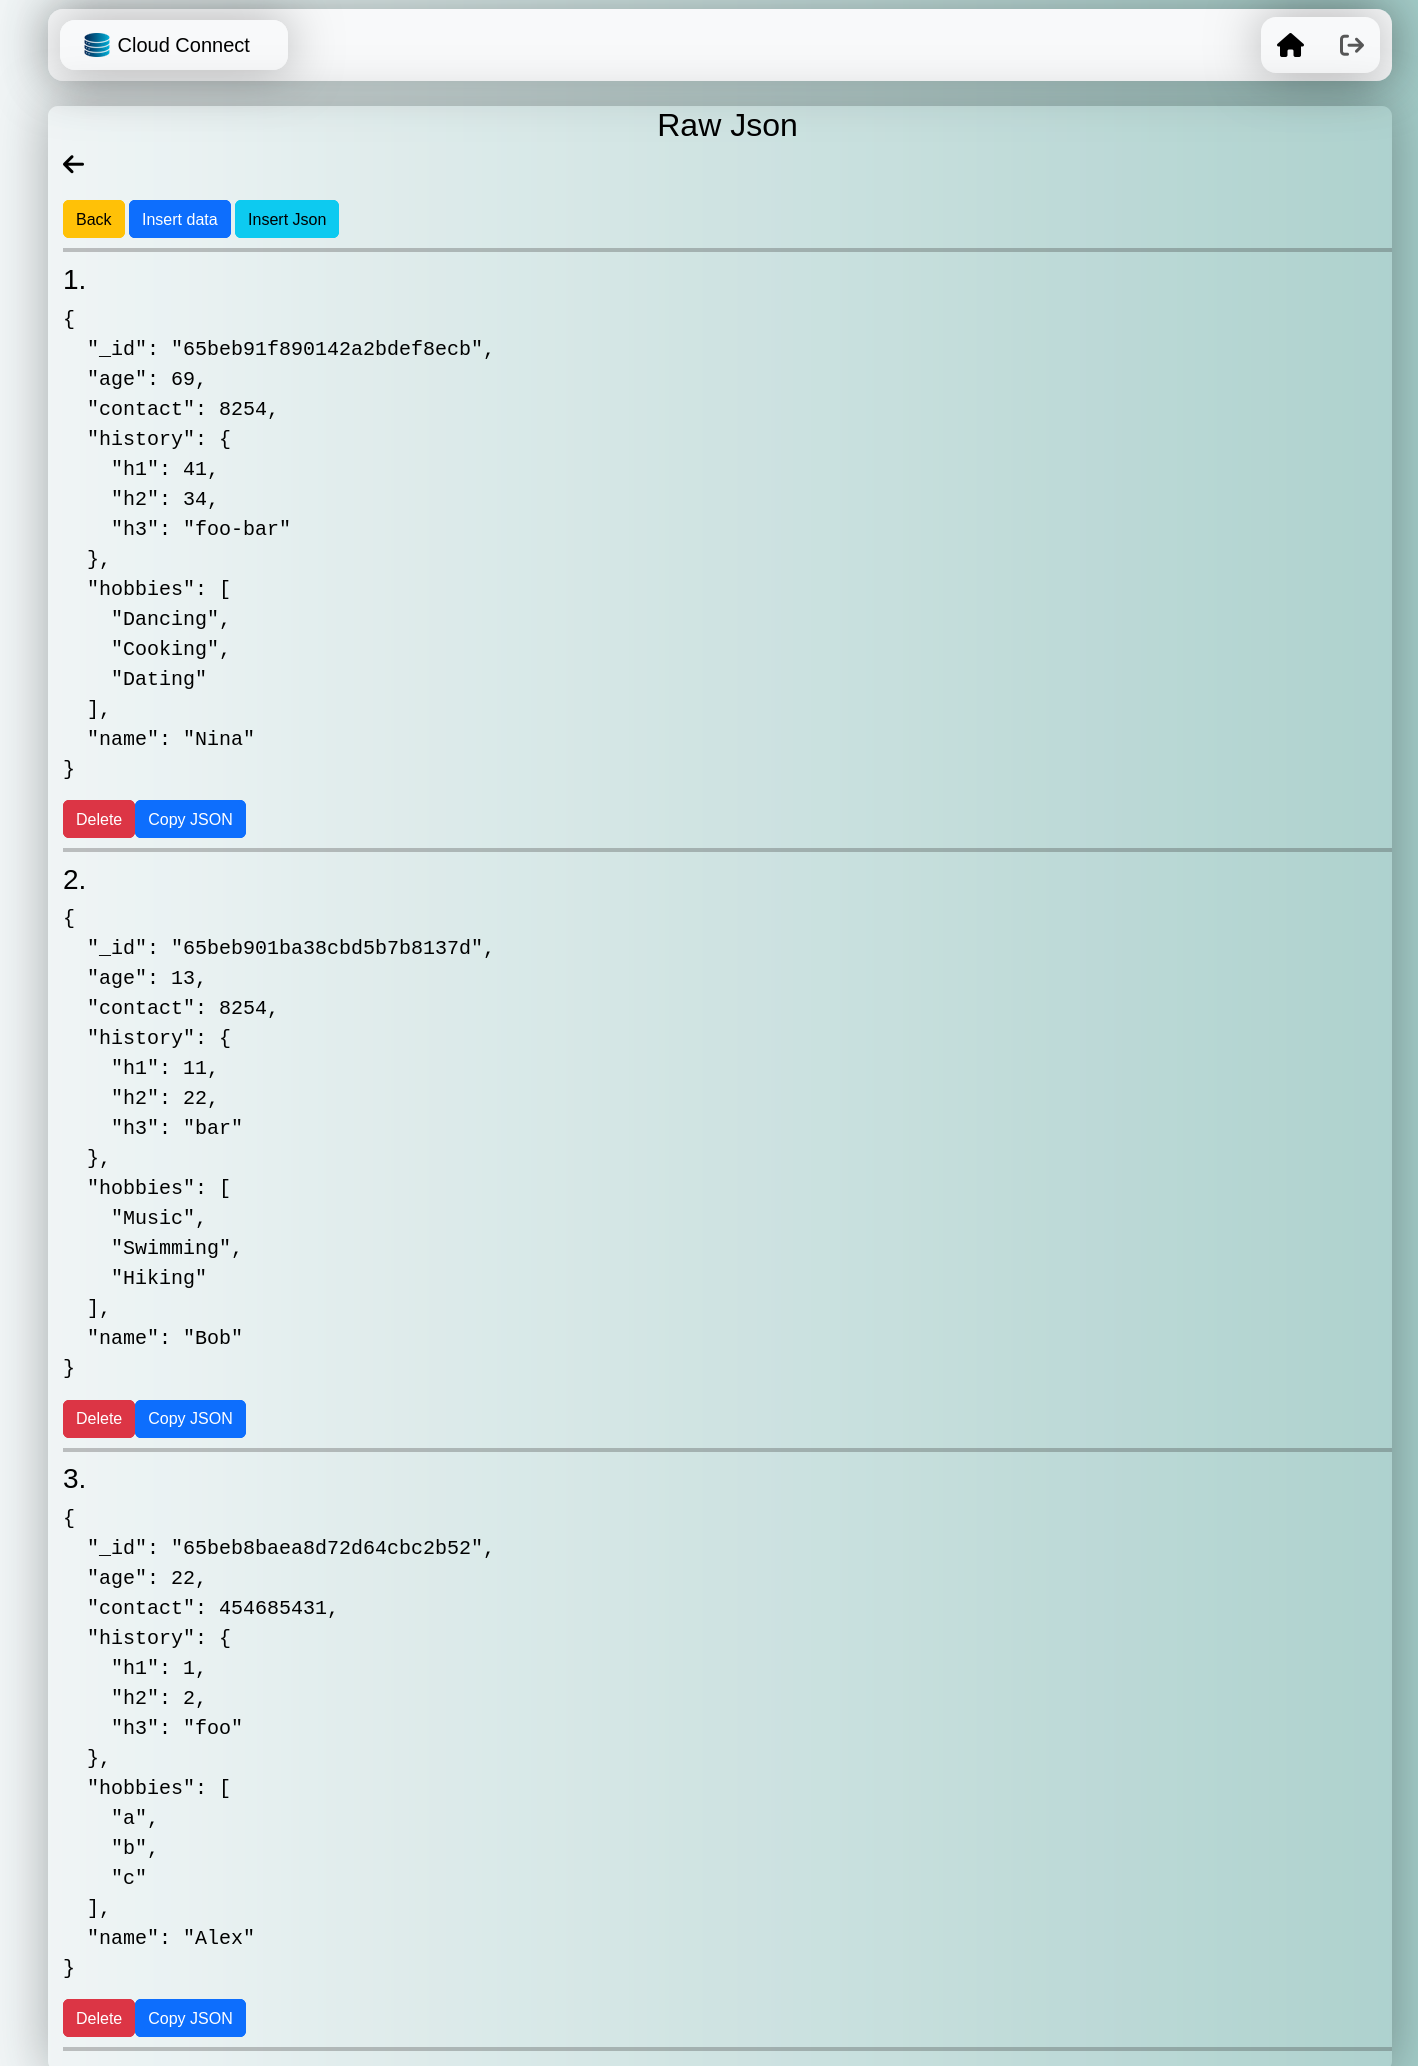 Cloud Connect
Raw Json
Back Insert data Insert Json
1.
{
  "_id": "65beb91f890142a2bdef8ecb",
  "age": 69,
  "contact": 8254,
  "history": {
    "h1": 41,
    "h2": 34,
    "h3": "foo-bar"
  },
  "hobbies": [
    "Dancing",
    "Cooking",
    "Dating"
  ],
  "name": "Nina"
}
Delete Copy JSON
2.
{
  "_id": "65beb901ba38cbd5b7b8137d",
  "age": 13,
  "contact": 8254,
  "history": {
    "h1": 11,
    "h2": 22,
    "h3": "bar"
  },
  "hobbies": [
    "Music",
    "Swimming",
    "Hiking"
  ],
  "name": "Bob"
}
Delete Copy JSON
3.
{
  "_id": "65beb8baea8d72d64cbc2b52",
  "age": 22,
  "contact": 454685431,
  "history": {
    "h1": 1,
    "h2": 2,
    "h3": "foo"
  },
  "hobbies": [
    "a",
    "b",
    "c"
  ],
  "name": "Alex"
}
Delete Copy JSON